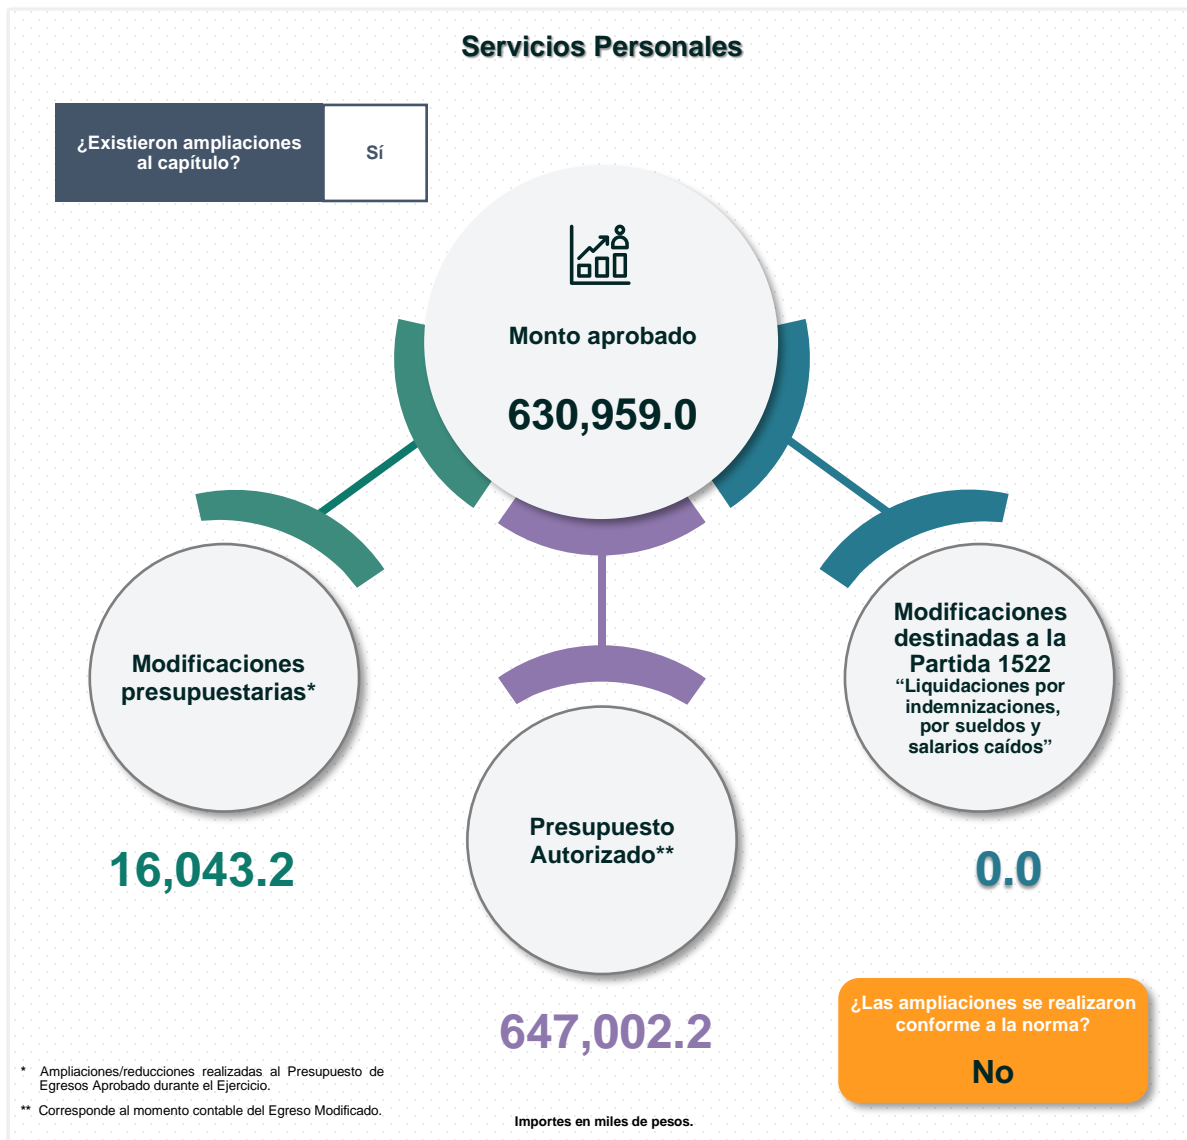 Servicios Personales
¿Existieron ampliaciones
al capítulo?
Sí
Monto aprobado
630,959.0
Modificaciones
presupuestarias*
16,043.2
Presupuesto
Autorizado**
647,002.2
Modificaciones
destinadas a la
Partida 1522
“Liquidaciones por
indemnizaciones,
por sueldos y
salarios caídos”
0.0
¿Las ampliaciones se realizaron
conforme a la norma?
No
* Ampliaciones/reducciones realizadas al Presupuesto de
Egresos Aprobado durante el Ejercicio.
** Corresponde al momento contable del Egreso Modificado.
Importes en miles de pesos.